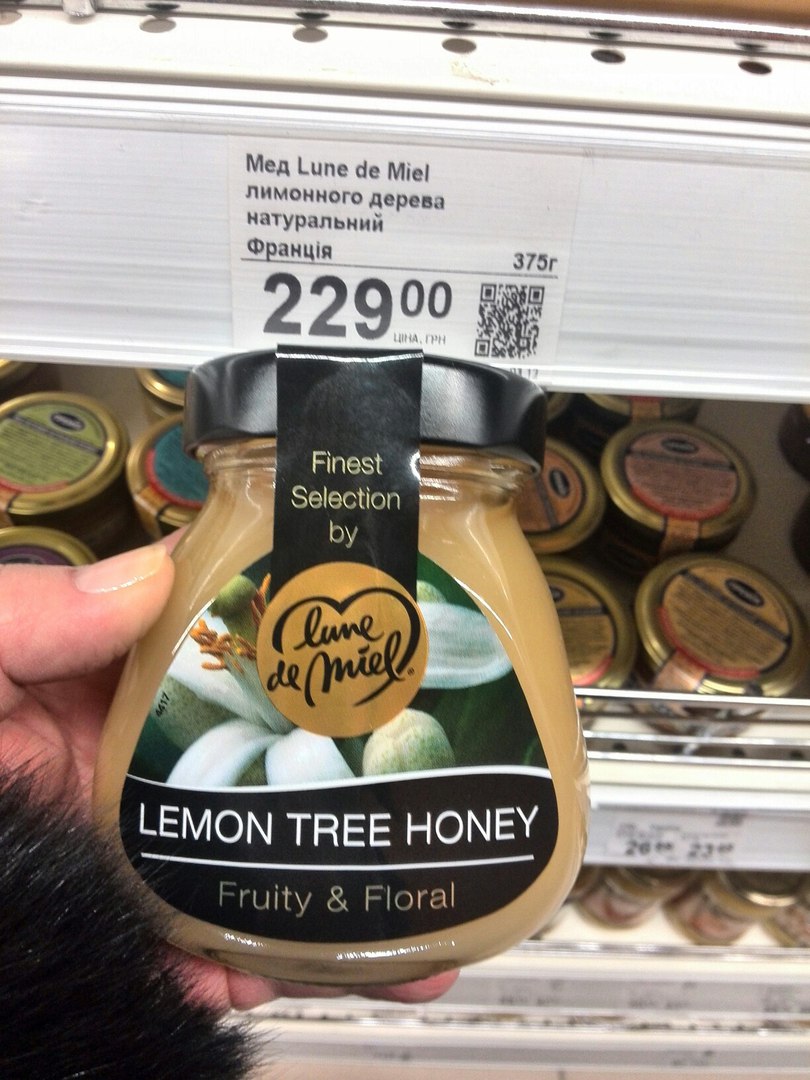 Мед Lune de Miel
лимонного дерева
натуральний
Франція
375г
229 00
ЦІНА, ГРН
Finest
Selection
by
lune
de miel
4617
LEMON TREE HONEY
Fruity & Floral